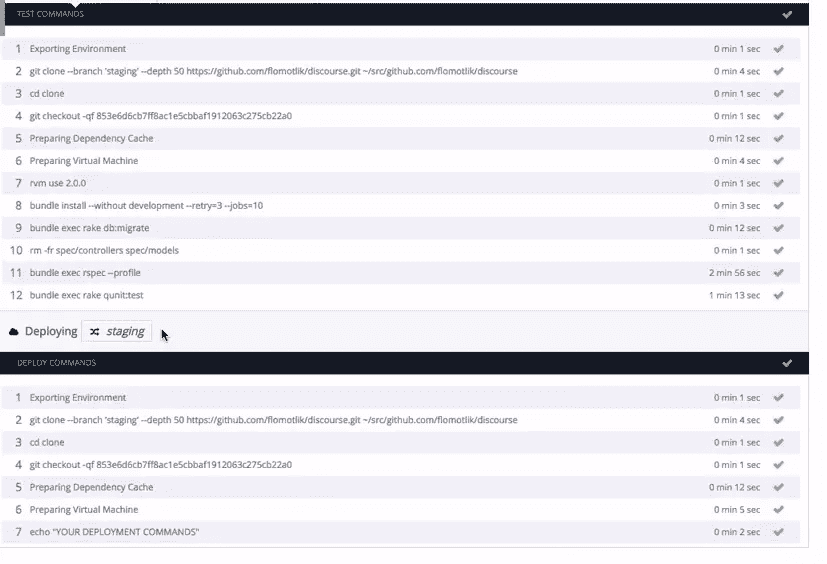 TEST COMMANDS
1 Exporting Environment 0 min 1 sec
2 git clone --branch 'staging' --depth 50 https://github.com/flomotlik/discourse.git ~/src/github.com/flomotlik/discourse 0 min 4 sec
3 cd clone 0 min 1 sec
4 git checkout -qf 853e6d6cb7ff8ac1e5cbbaf1912063c275cb22a0 0 min 1 sec
5 Preparing Dependency Cache 0 min 12 sec
6 Preparing Virtual Machine 0 min 4 sec
7 rvm use 2.0.0 0 min 1 sec
8 bundle install --without development --retry=3 --jobs=10 0 min 3 sec
9 bundle exec rake db:migrate 0 min 12 sec
10 rm -fr spec/controllers spec/models 0 min 1 sec
11 bundle exec rspec --profile 2 min 56 sec
12 bundle exec rake qunit:test 1 min 13 sec
Deploying staging
DEPLOY COMMANDS
1 Exporting Environment 0 min 1 sec
2 git clone --branch 'staging' --depth 50 https://github.com/flomotlik/discourse.git ~/src/github.com/flomotlik/discourse 0 min 4 sec
3 cd clone 0 min 1 sec
4 git checkout -qf 853e6d6cb7ff8ac1e5cbbaf1912063c275cb22a0 0 min 1 sec
5 Preparing Dependency Cache 0 min 12 sec
6 Preparing Virtual Machine 0 min 5 sec
7 echo "YOUR DEPLOYMENT COMMANDS" 0 min 2 sec